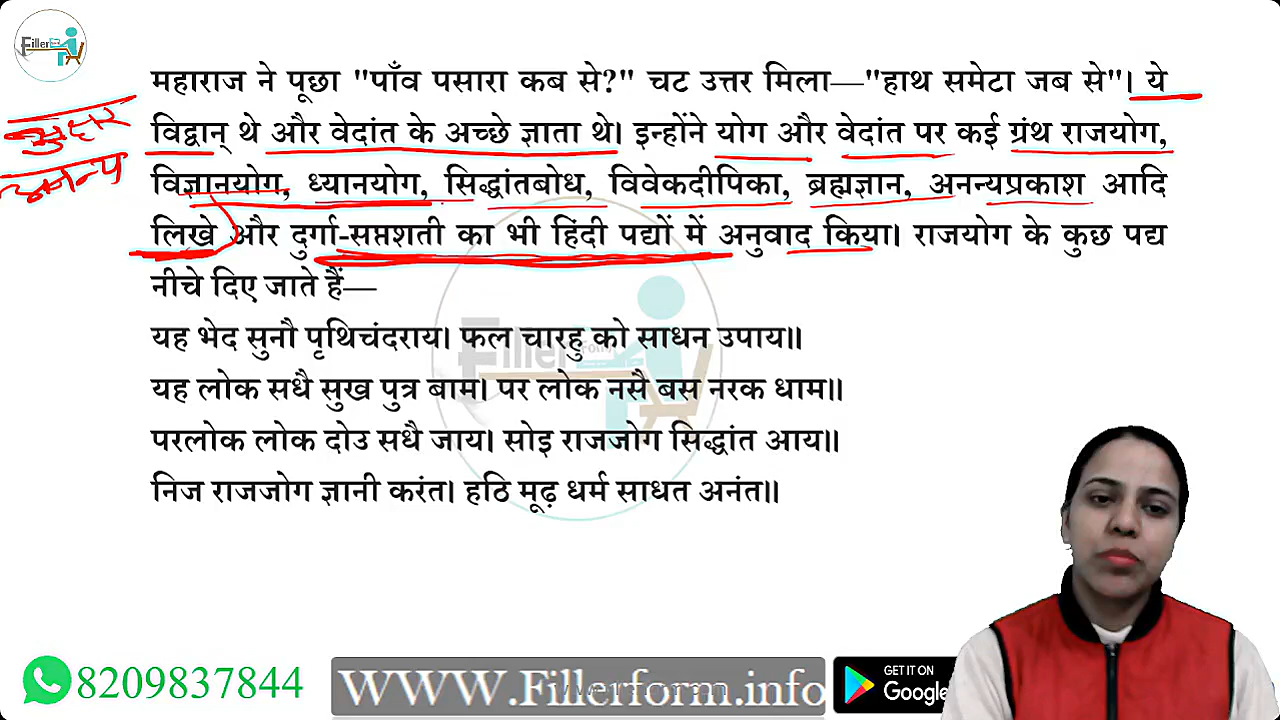 Fillerform
महाराज ने पूछा "पाँव पसारा कब से?" चट उत्तर मिला—"हाथ समेटा जब से"। ये
विद्वान् थे और वेदांत के अच्छे ज्ञाता थे। इन्होंने योग और वेदांत पर कई ग्रंथ राजयोग,
विज्ञानयोग, ध्यानयोग, सिद्धांतबोध, विवेकदीपिका, ब्रह्मज्ञान, अनन्यप्रकाश आदि
लिखे और दुर्गा-सप्तशती का भी हिंदी पद्यों में अनुवाद किया। राजयोग के कुछ पद्य
नीचे दिए जाते हैं—
यह भेद सुनौ पृथिचंदराय। फल चारहु को साधन उपाय॥
यह लोक सधै सुख पुत्र बाम। पर लोक नसै बस नरक धाम॥
परलोक लोक दोउ सधै जाय। सोइ राजजोग सिद्धांत आय॥
निज राजजोग ज्ञानी करंत। हठि मूढ़ धर्म साधत अनंत॥
8209837844
www.Fillerform.info
GET IT ON
Google